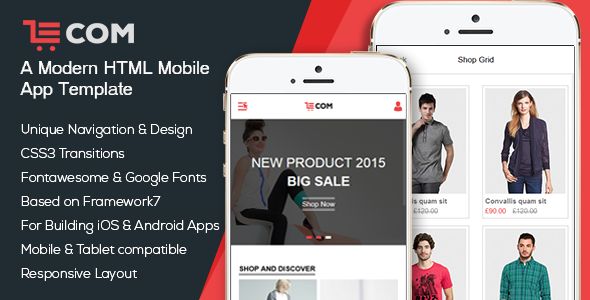 COM
A Modern HTML Mobile
App Template
Unique Navigation & Design
CSS3 Transitions
Fontawesome & Google Fonts
Based on Framework7
For Building iOS & Android Apps
Mobile & Tablet compatible
Responsive Layout
COM
NEW PRODUCT 2015
BIG SALE
Shop Now
SHOP AND DISCOVER
Shop Grid
quam sit
£120.00
Convallis quam sit
£90.00 £120.00